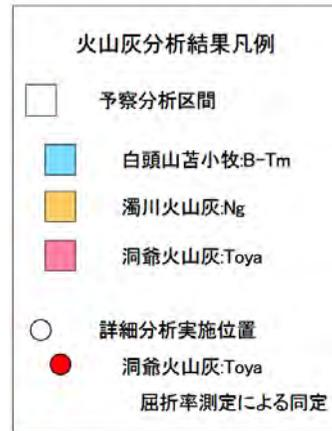 火山灰分析結果凡例
予察分析区間
白頭山苫小牧:B-Tm
濁川火山灰:Ng
洞爺火山灰:Toya
詳細分析実施位置
洞爺火山灰:Toya
屈折率測定による同定